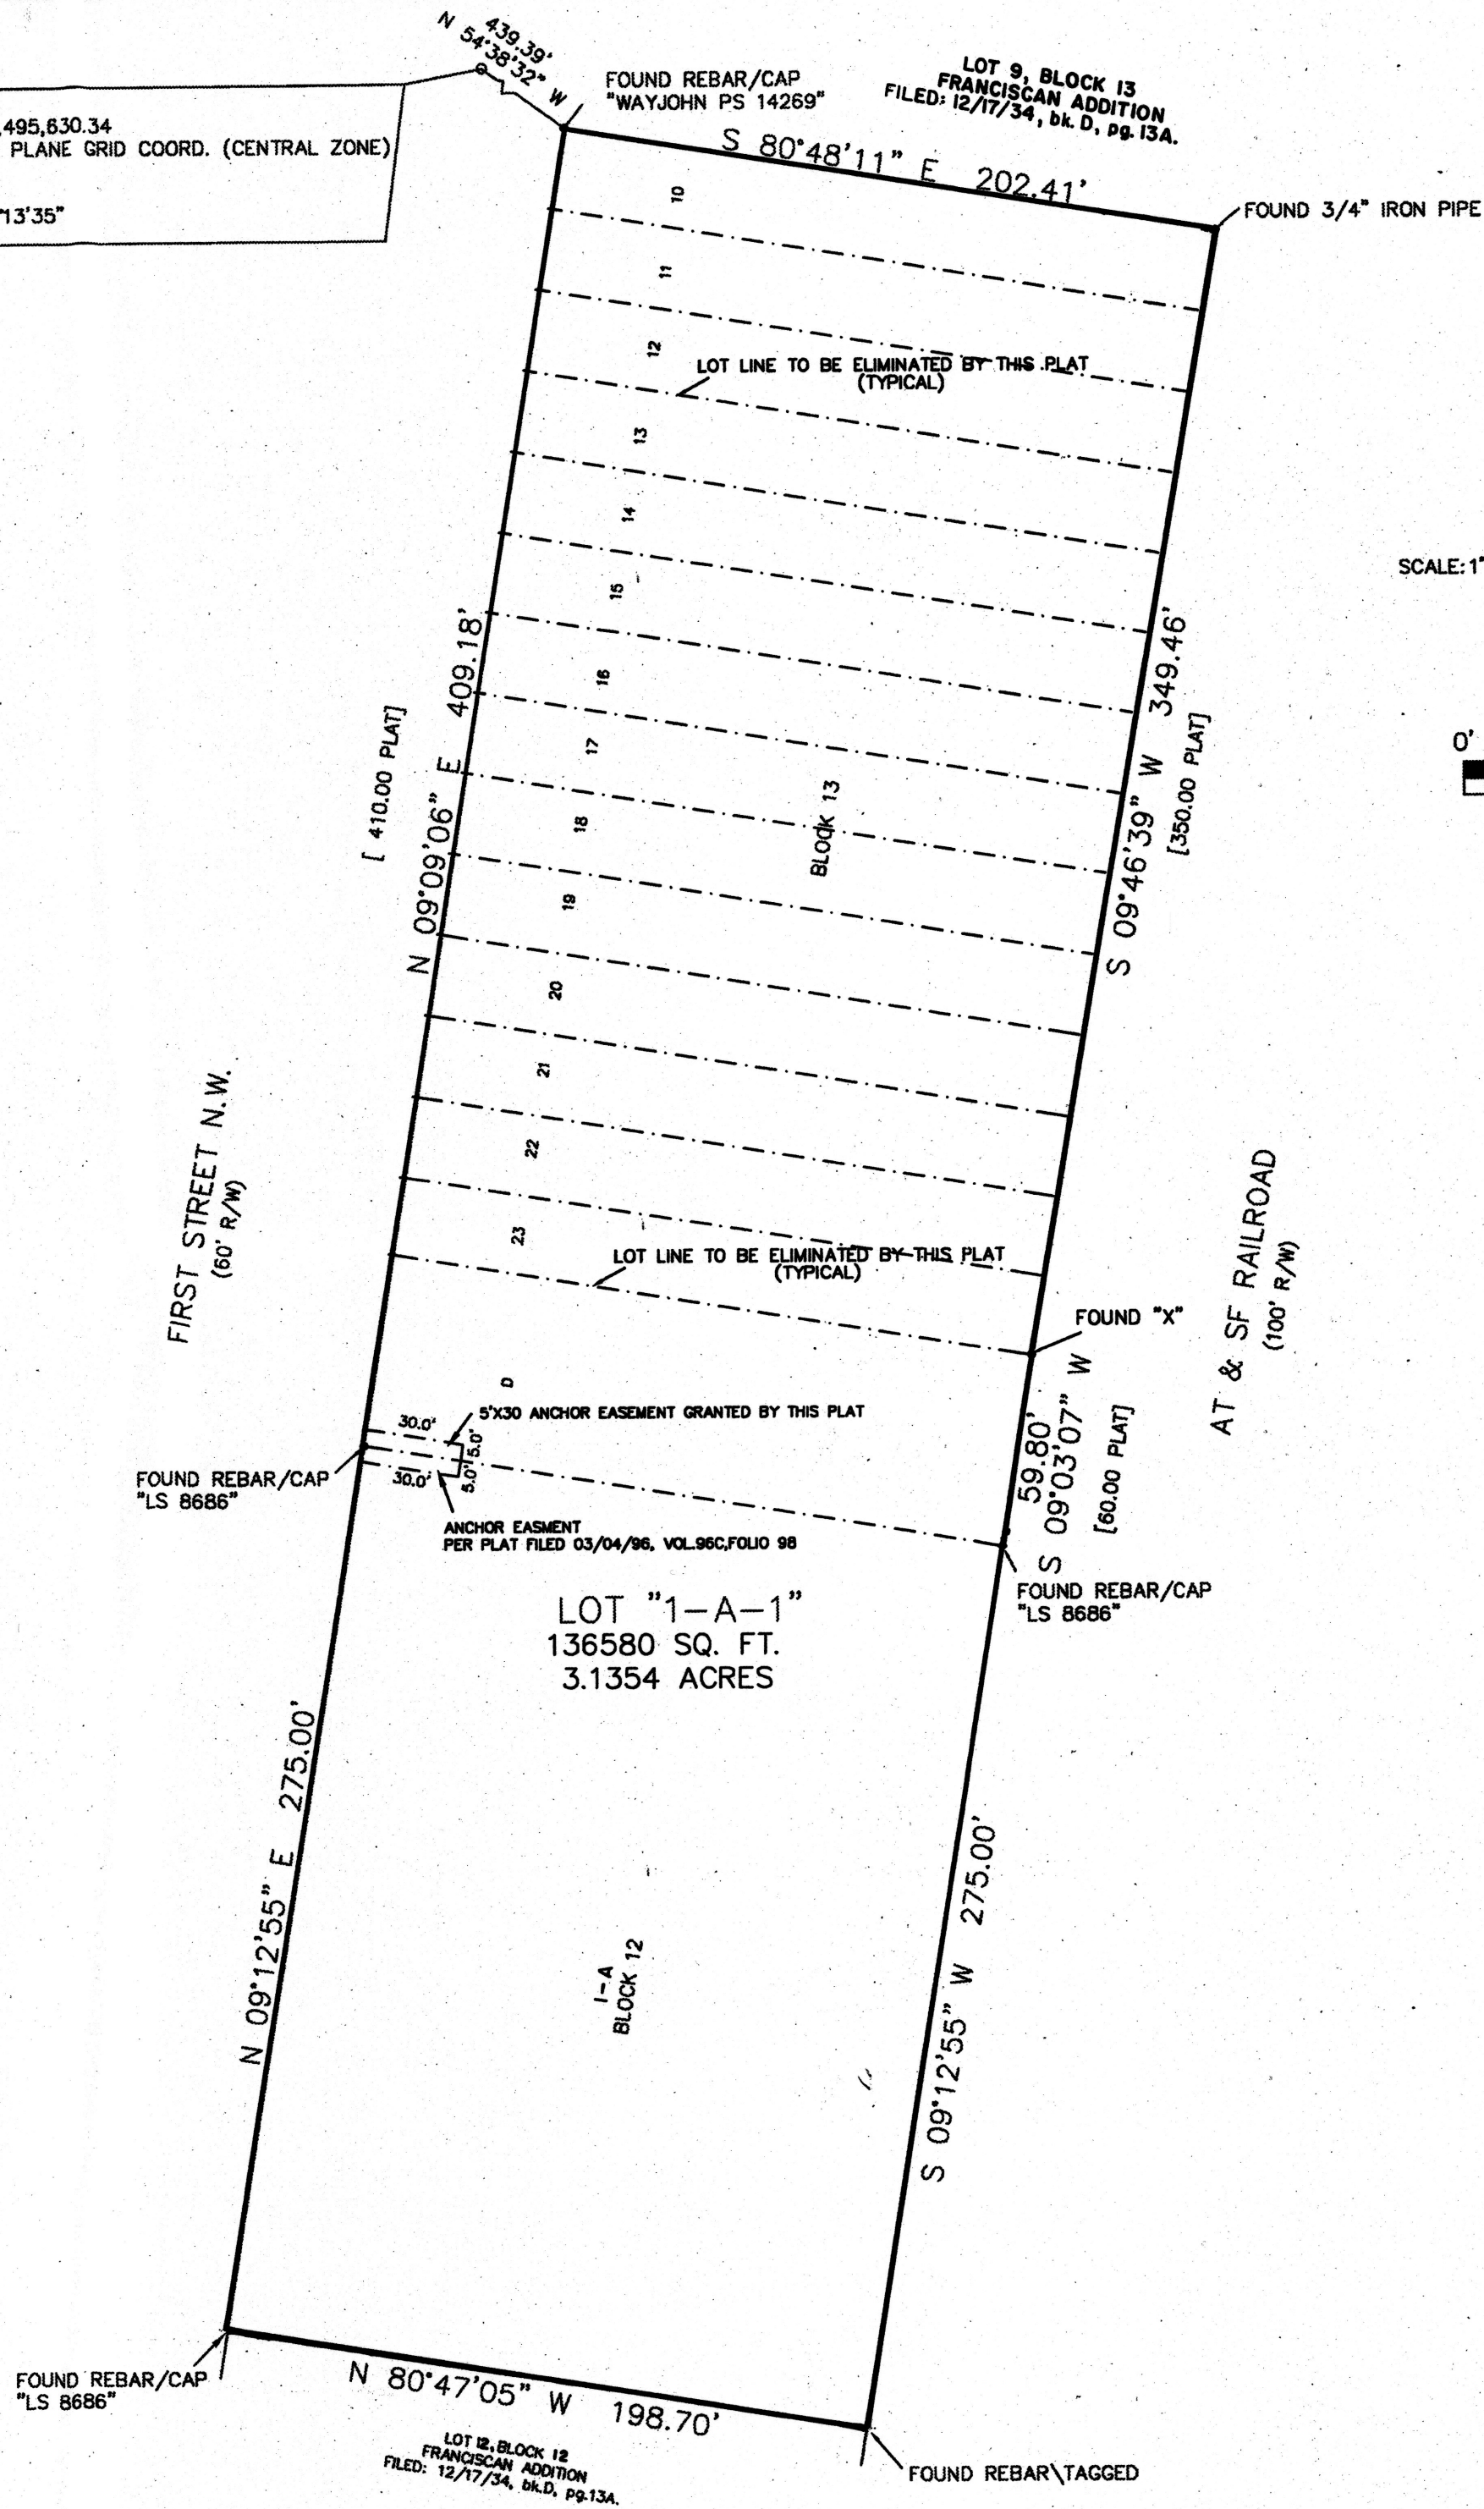 439.39'
N 54°38'32" W
FOUND REBAR/CAP
"WAYJOHN PS 14269"
LOT 9, BLOCK 13
FRANCISCAN ADDITION
FILED: 12/17/34, bk. D, pg. 13A.
495,630.34
PLANE GRID COORD. (CENTRAL ZONE)
13'35"
S 80°48'11" E 202.41'
FOUND 3/4" IRON PIPE
10
11
12
LOT LINE TO BE ELIMINATED BY THIS PLAT
(TYPICAL)
13
14
15
16
17
18
19
20
21
22
23
SCALE: 1"
0'
BLOCK 13
N 09°09'06" E 409.18'
[ 410.00 PLAT]
S 09°46'39" W 349.46'
[350.00 PLAT]
FIRST STREET N.W.
(60' R/W)
AT & SF RAILROAD
(100' R/W)
LOT LINE TO BE ELIMINATED BY THIS PLAT
(TYPICAL)
FOUND "X"
D
30.0'
5'X30 ANCHOR EASEMENT GRANTED BY THIS PLAT
5.0'
5.0'
30.0'
FOUND REBAR/CAP
"LS 8686"
ANCHOR EASMENT
PER PLAT FILED 03/04/96, VOL.96C,FOLIO 98
59.80'
S 09°03'07" W
[60.00 PLAT]
FOUND REBAR/CAP
"LS 8686"
LOT "1-A-1"
136580 SQ. FT.
3.1354 ACRES
N 09°12'55" E 275.00'
S 09°12'55" W 275.00'
1-A
BLOCK 12
FOUND REBAR/CAP
"LS 8686"
N 80°47'05" W 198.70'
LOT 12, BLOCK 12
FRANCISCAN ADDITION
FILED: 12/17/34, bk.D, pg.13A.
FOUND REBAR\TAGGED